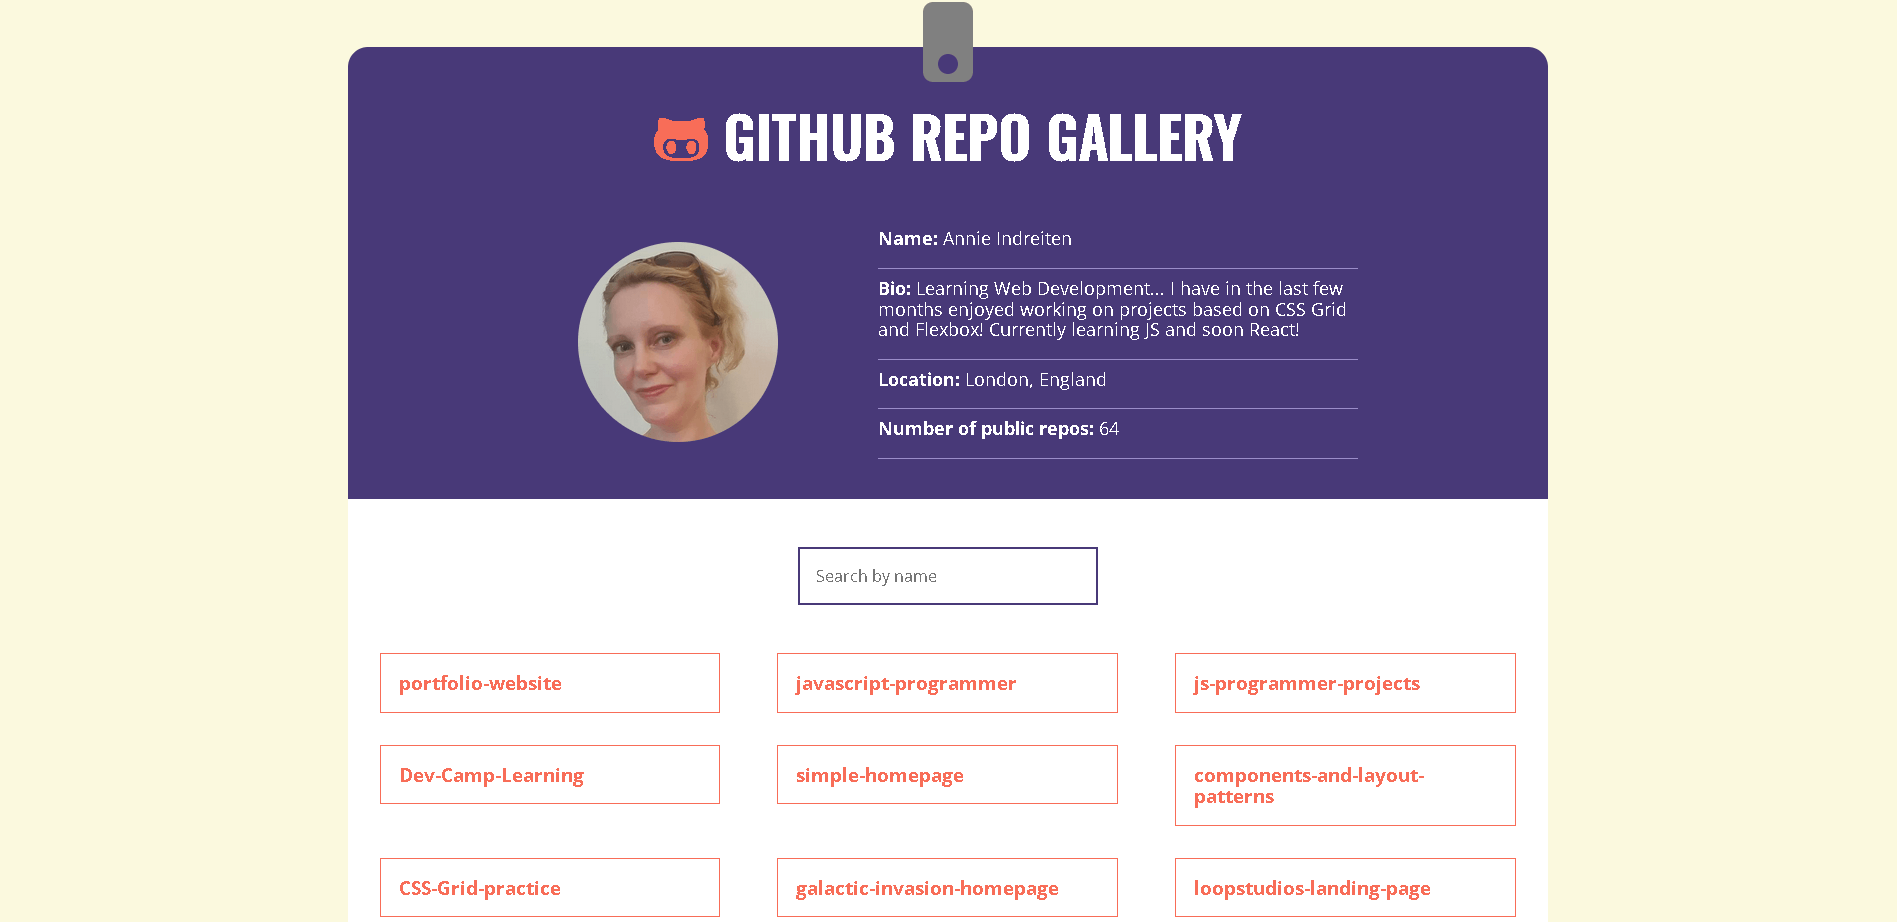 GITHUB REPO GALLERY
Name: Annie Indreiten
Bio: Learning Web Development... I have in the last few
months enjoyed working on projects based on CSS Grid
and Flexbox! Currently learning JS and soon React!
Location: London, England
Number of public repos: 64
Search by name
portfolio-website
javascript-programmer
js-programmer-projects
Dev-Camp-Learning
simple-homepage
components-and-layout-
patterns
CSS-Grid-practice
galactic-invasion-homepage
loopstudios-landing-page